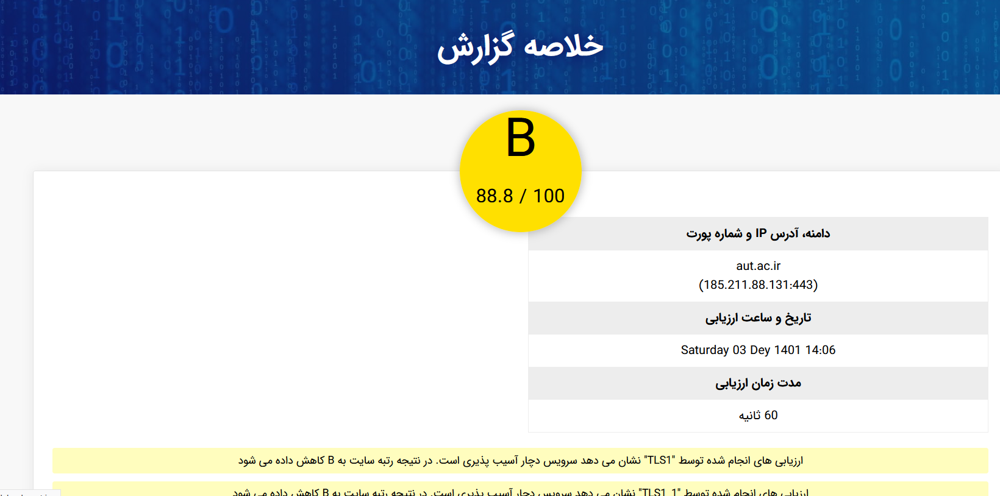 خلاصه گزارش
B
88.8 / 100
دامنه، آدرس IP و شماره پورت
aut.ac.ir
(185.211.88.131:443)
تاریخ و ساعت ارزیابی
Saturday 03 Dey 1401 14:06
مدت زمان ارزیابی
60 ثانیه
ارزیابی های انجام شده توسط "TLS1" نشان می دهد سرویس دچار آسیب پذیری است. در نتیجه رتبه سایت به B کاهش داده می شود
ارزیابی های انجام شده توسط "TLS1_1" نشان می دهد سرویس دچار آسیب پذیری است. در نتیجه رتبه سایت به B کاهش داده می شود